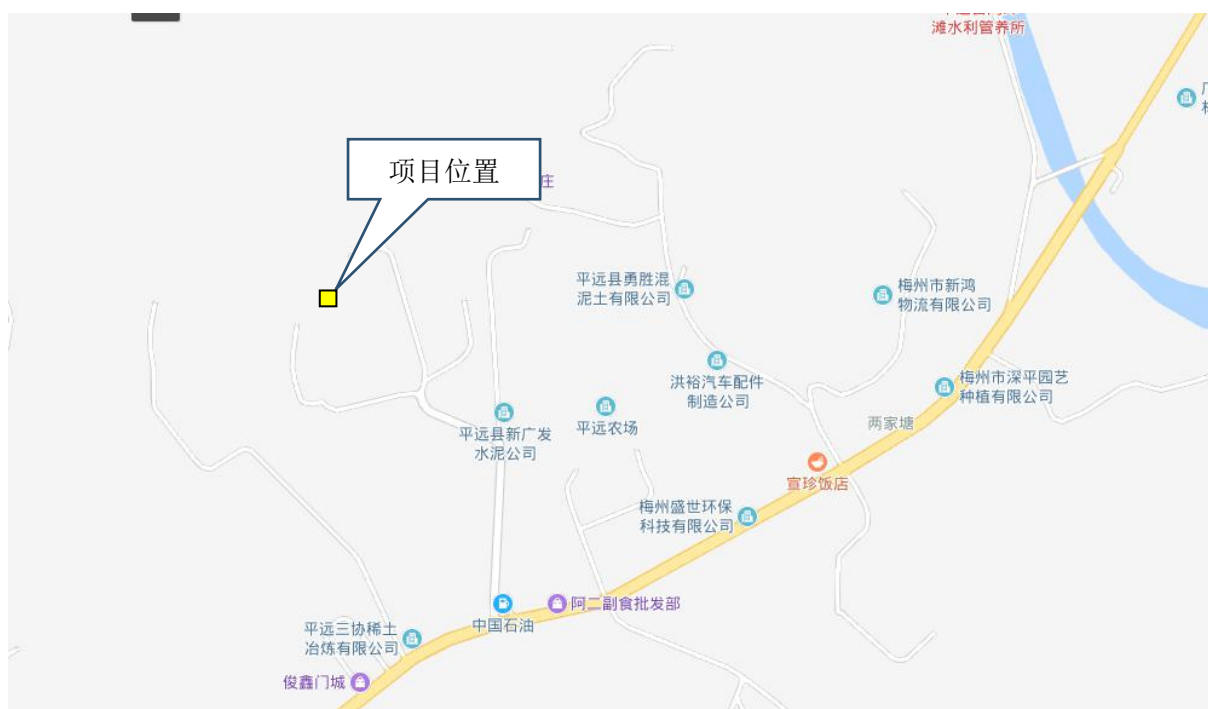 滩水利管养所
项目位置
庄
平远县勇胜混
泥土有限公司
梅州市新鸿
物流有限公司
洪裕汽车配件
制造公司
梅州市深平园艺
种植有限公司
平远县新广发
水泥公司
平远农场
两家塘
宣珍饭店
梅州盛世环保
科技有限公司
阿二副食批发部
中国石油
平远三协稀土
冶炼有限公司
俊鑫门城